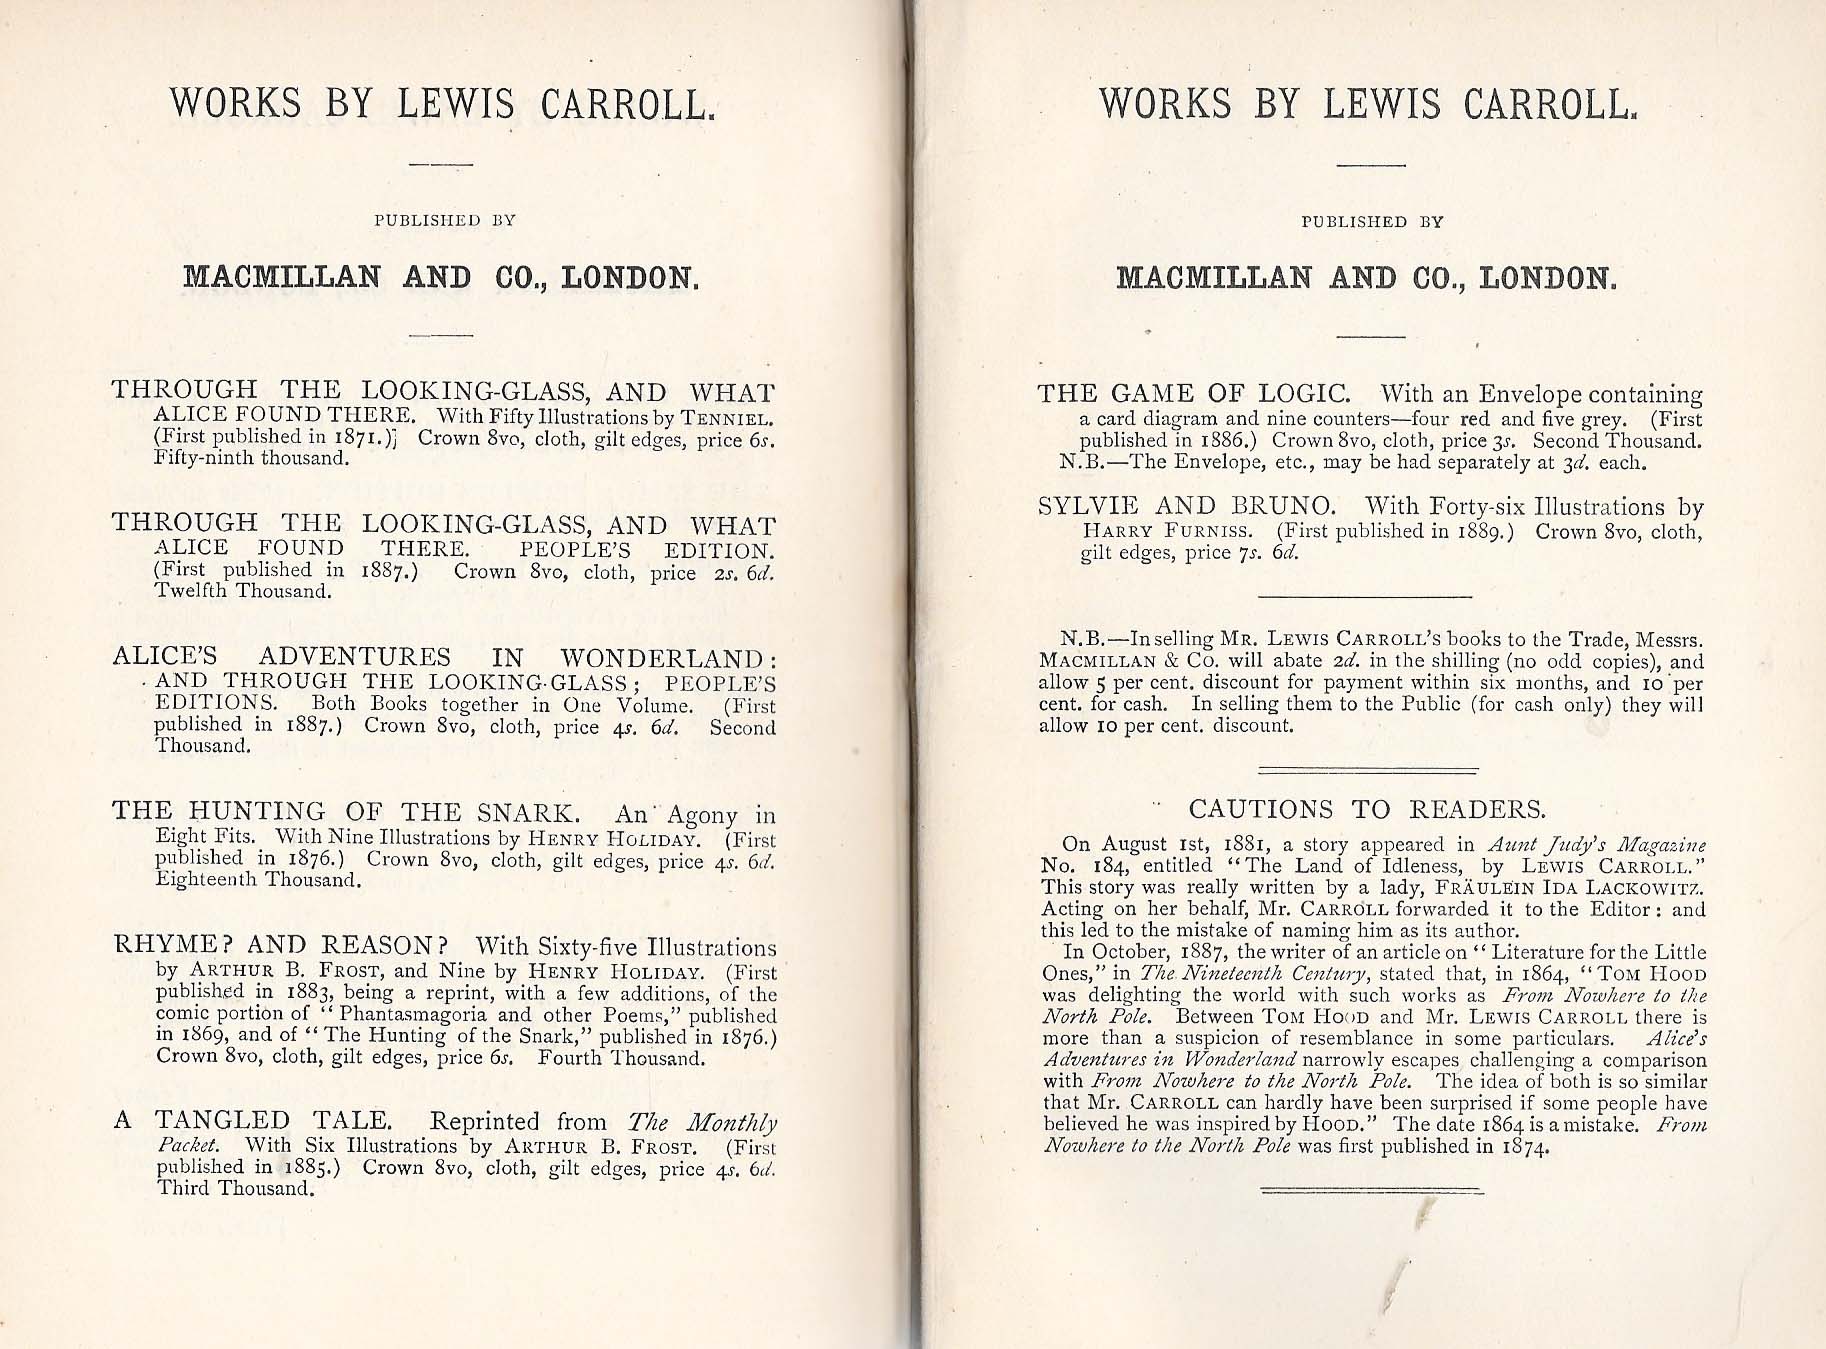 WORKS BY LEWIS CARROLL.
PUBLISHED BY
MACMILLAN AND CO., LONDON.
THROUGH THE LOOKING-GLASS, AND WHAT
ALICE FOUND THERE. With Fifty Illustrations by TENNIEL.
(First published in 1871.)] Crown 8vo, cloth, gilt edges, price 6s.
Fifty-ninth thousand.
THROUGH THE LOOKING-GLASS, AND WHAT
ALICE FOUND THERE. PEOPLE'S EDITION.
(First published in 1887.) Crown 8vo, cloth, price 2s. 6d.
Twelfth Thousand.
ALICE'S ADVENTURES IN WONDERLAND:
AND THROUGH THE LOOKING-GLASS; PEOPLE'S
EDITIONS. Both Books together in One Volume. (First
published in 1887.) Crown 8vo, cloth, price 4s. 6d. Second
Thousand.
THE HUNTING OF THE SNARK. An Agony in
Eight Fits. With Nine Illustrations by HENRY HOLIDAY. (First
published in 1876.) Crown 8vo, cloth, gilt edges, price 4s. 6d.
Eighteenth Thousand.
RHYME? AND REASON? With Sixty-five Illustrations
by ARTHUR B. FROST, and Nine by HENRY HOLIDAY. (First
published in 1883, being a reprint, with a few additions, of the
comic portion of "Phantasmagoria and other Poems," published
in 1869, and of "The Hunting of the Snark," published in 1876.)
Crown 8vo, cloth, gilt edges, price 6s. Fourth Thousand.
A TANGLED TALE. Reprinted from The Monthly
Packet. With Six Illustrations by ARTHUR B. FROST. (First
published in 1885.) Crown 8vo, cloth, gilt edges, price 4s. 6d.
Third Thousand.
WORKS BY LEWIS CARROLL.
PUBLISHED BY
MACMILLAN AND CO., LONDON.
THE GAME OF LOGIC. With an Envelope containing
a card diagram and nine counters—four red and five grey. (First
published in 1886.) Crown 8vo, cloth, price 3s. Second Thousand.
N.B.—The Envelope, etc., may be had separately at 3d. each.
SYLVIE AND BRUNO. With Forty-six Illustrations by
HARRY FURNISS. (First published in 1889.) Crown 8vo, cloth,
gilt edges, price 7s. 6d.
N.B.—In selling MR. LEWIS CARROLL'S books to the Trade, Messrs.
MACMILLAN & CO. will abate 2d. in the shilling (no odd copies), and
allow 5 per cent. discount for payment within six months, and 10 per
cent. for cash. In selling them to the Public (for cash only) they will
allow 10 per cent. discount.
CAUTIONS TO READERS.
On August 1st, 1881, a story appeared in Aunt Judy's Magazine
No. 184, entitled "The Land of Idleness, by LEWIS CARROLL."
This story was really written by a lady, FRÄULEIN IDA LACKOWITZ.
Acting on her behalf, Mr. CARROLL forwarded it to the Editor: and
this led to the mistake of naming him as its author.
In October, 1887, the writer of an article on "Literature for the Little
Ones," in The Nineteenth Century, stated that, in 1864, "TOM HOOD
was delighting the world with such works as From Nowhere to the
North Pole. Between TOM HOOD and Mr. LEWIS CARROLL there is
more than a suspicion of resemblance in some particulars. Alice's
Adventures in Wonderland narrowly escapes challenging a comparison
with From Nowhere to the North Pole. The idea of both is so similar
that Mr. CARROLL can hardly have been surprised if some people have
believed he was inspired by HOOD." The date 1864 is a mistake. From
Nowhere to the North Pole was first published in 1874.